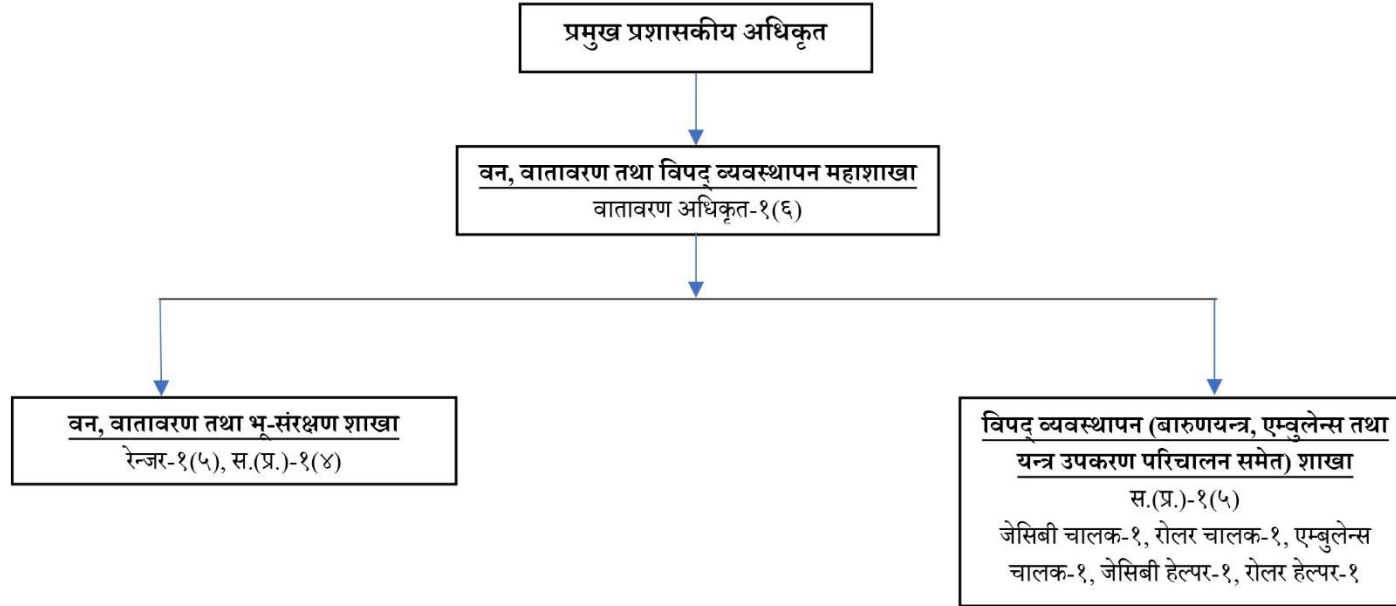 प्रमुख प्रशासकीय अधिकृत
वन, वातावरण तथा विपद् व्यवस्थापन महाशाखा
वातावरण अधिकृत-१(६)
वन, वातावरण तथा भू-संरक्षण शाखा
रेन्जर-१(५), स.(प्र.)-१(४)
विपद् व्यवस्थापन (बारुणयन्त्र, एम्वुलेन्स तथा
यन्त्र उपकरण परिचालन समेत) शाखा
स.(प्र.)-१(५)
जेसिबी चालक-१, रोलर चालक-१, एम्बुलेन्स
चालक-१, जेसिबी हेल्पर-१, रोलर हेल्पर-१